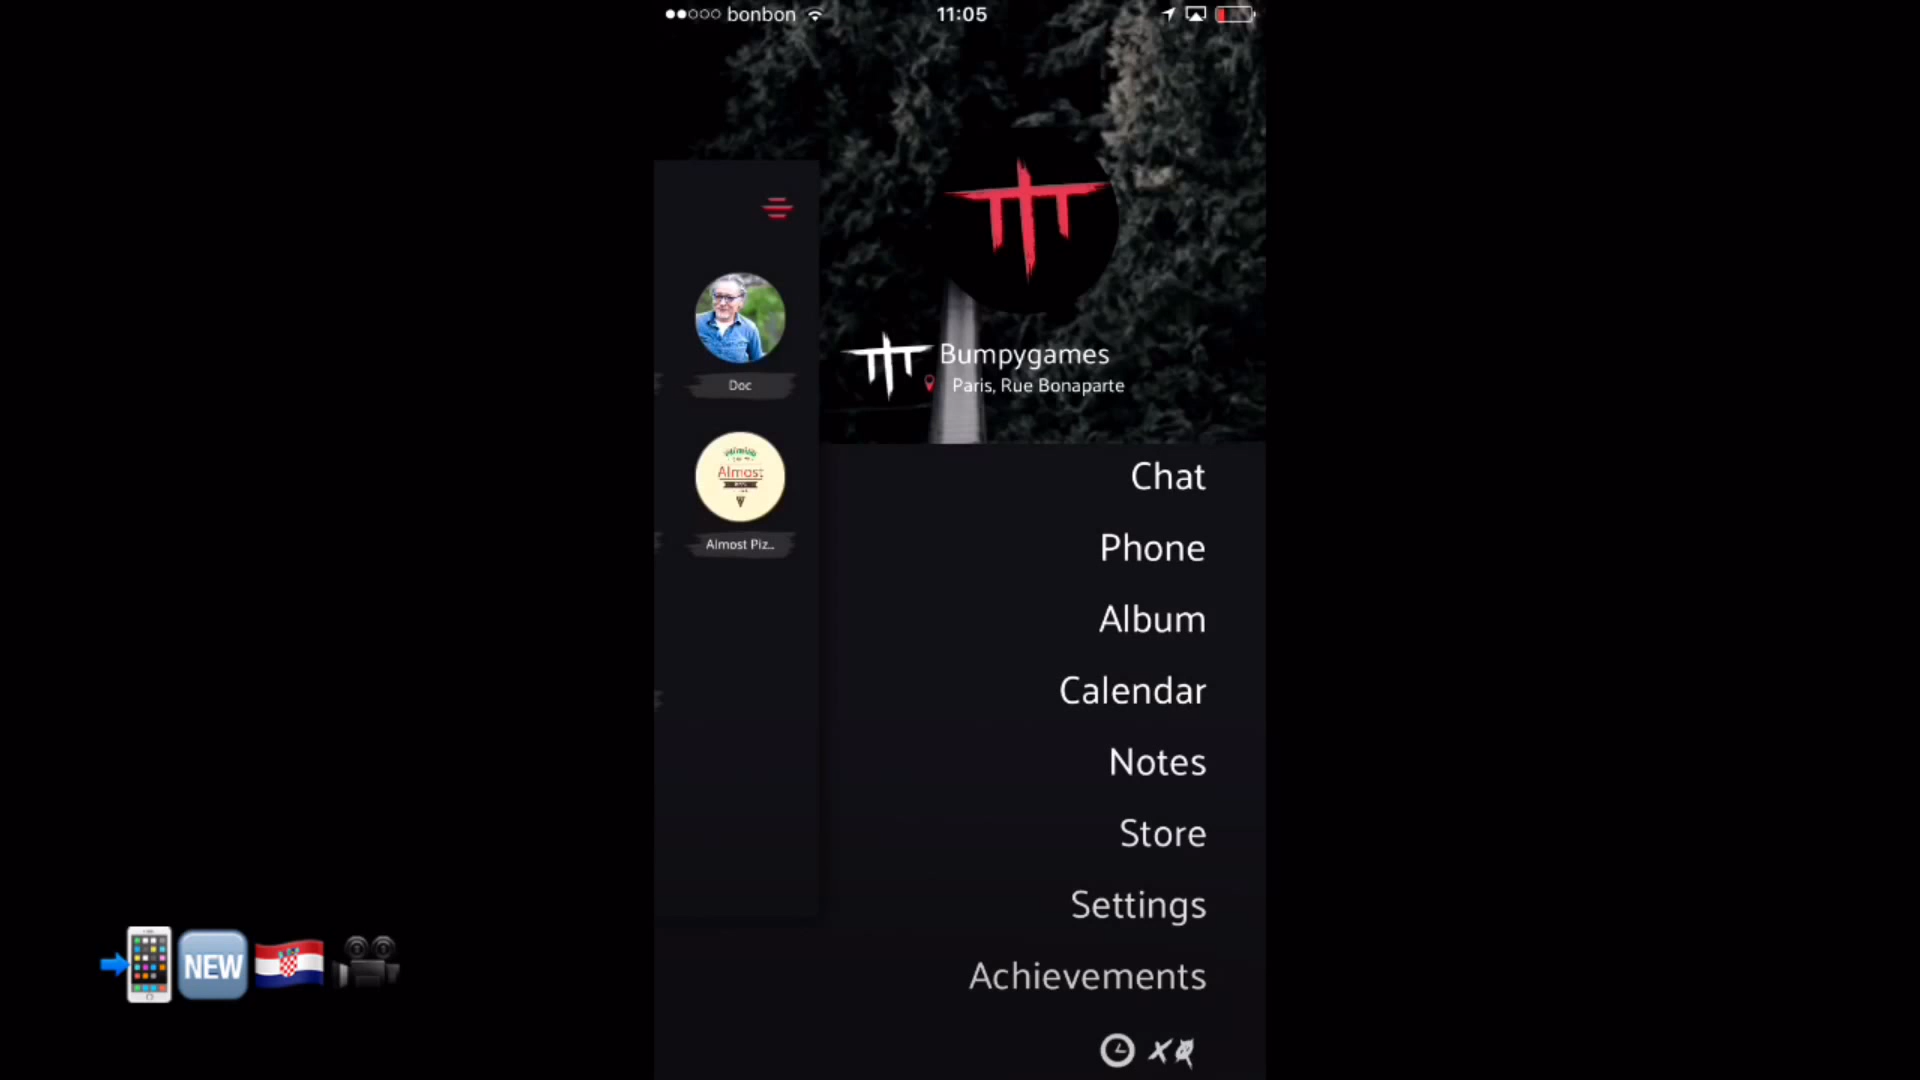 bonbon
11:05
Bumpygames
Paris, Rue Bonaparte
Doc
Almost
Almost Piz..
Chat
Phone
Album
Calendar
Notes
Store
Settings
Achievements
NEW